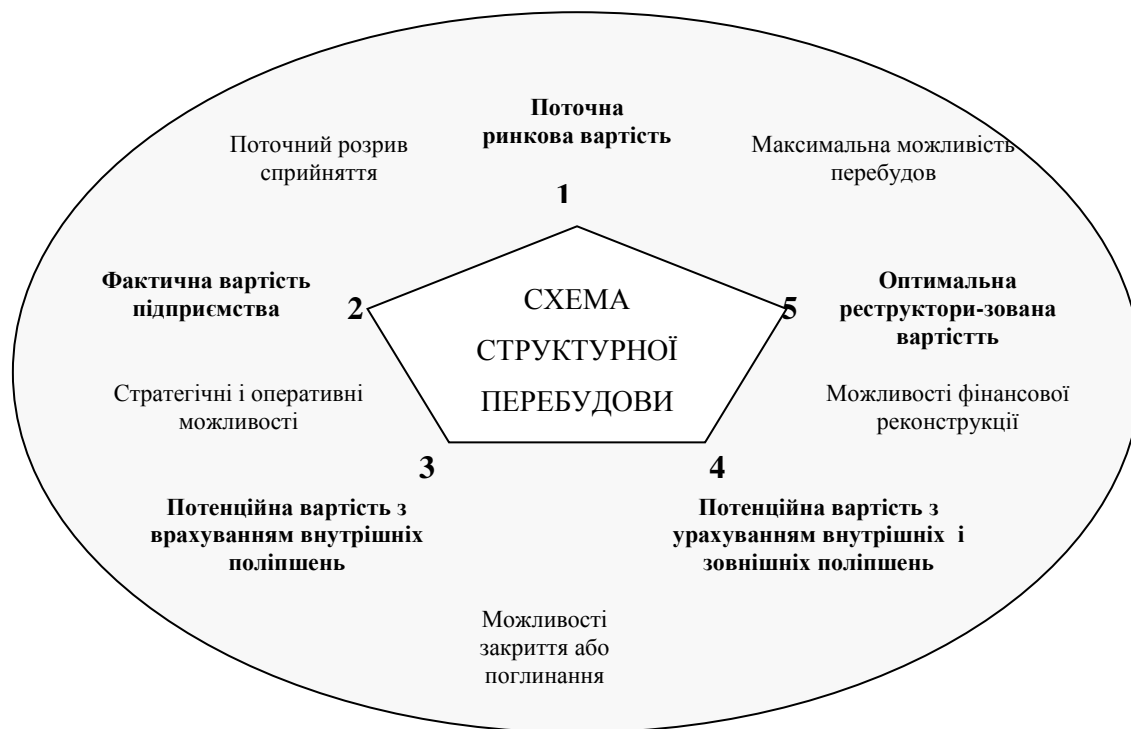 Поточна
ринкова вартість
Поточний розрив
сприйняття
Максимальна можливість
перебудов
1
Фактична вартість
підприємства
2
СХЕМА
СТРУКТУРНОЇ
ПЕРЕБУДОВИ
5
Оптимальна
реструктори-зована
вартістть
Стратегічні і оперативні
можливості
Можливості фінансової
реконструкції
3
4
Потенційна вартість з
врахуванням внутрішніх
поліпшень
Потенційна вартість з
урахуванням внутрішніх і
зовнішніх поліпшень
Можливості
закриття або
поглинання